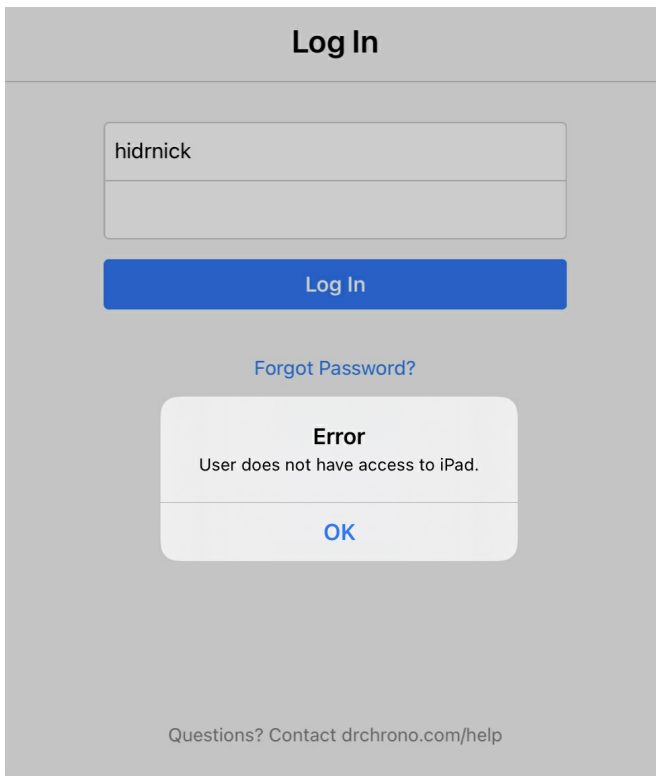 Log In
hidrnick
Log In
Forgot Password?
Error
User does not have access to iPad.
OK
Questions? Contact drchrono.com/help